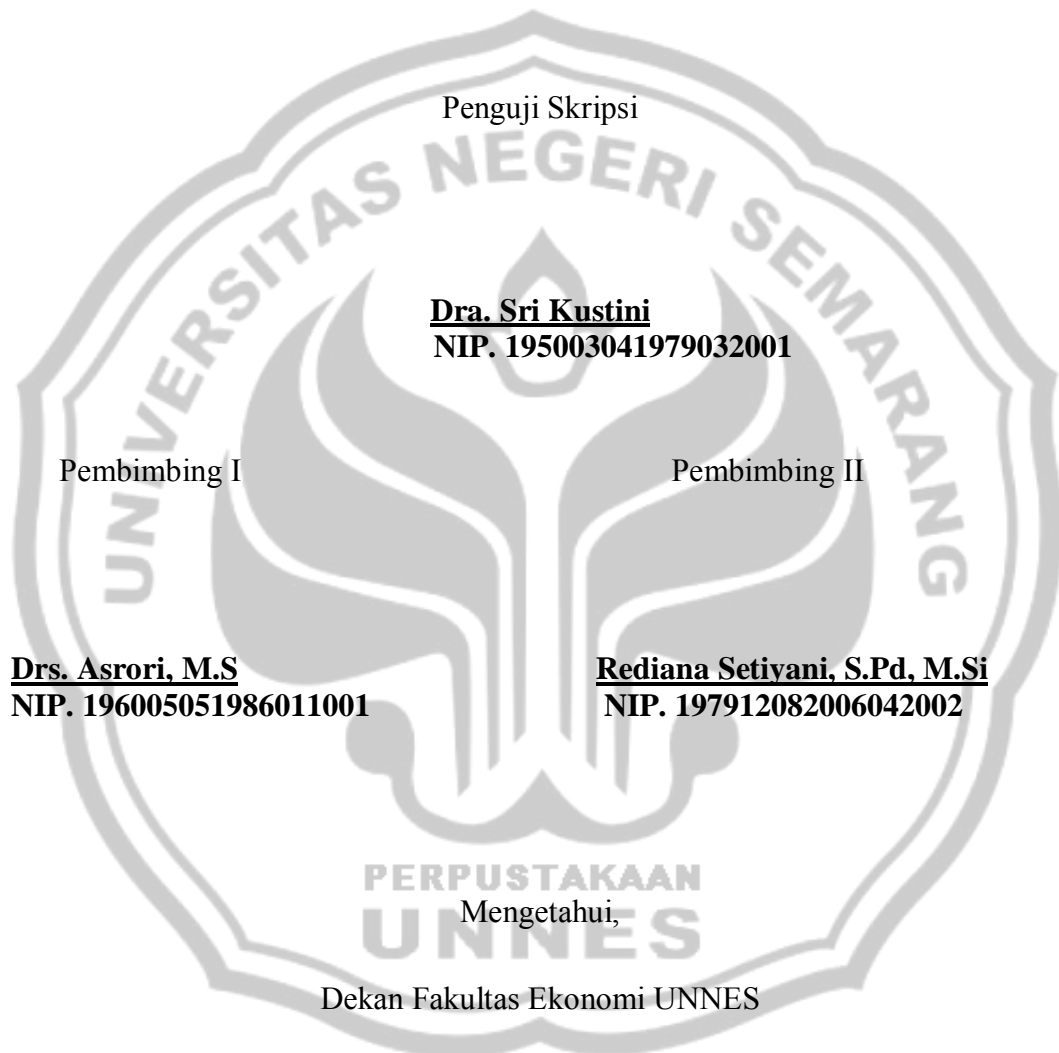 Penguji Skripsi
UNIVERSITAS NEGERI SEMARANG
Dra. Sri Kustini
NIP. 195003041979032001
Pembimbing I Pembimbing II
Drs. Asrori, M.S Rediana Setiyani, S.Pd, M.Si
NIP. 196005051986011001 NIP. 197912082006042002
PERPUSTAKAAN
UNNES
Mengetahui,
Dekan Fakultas Ekonomi UNNES